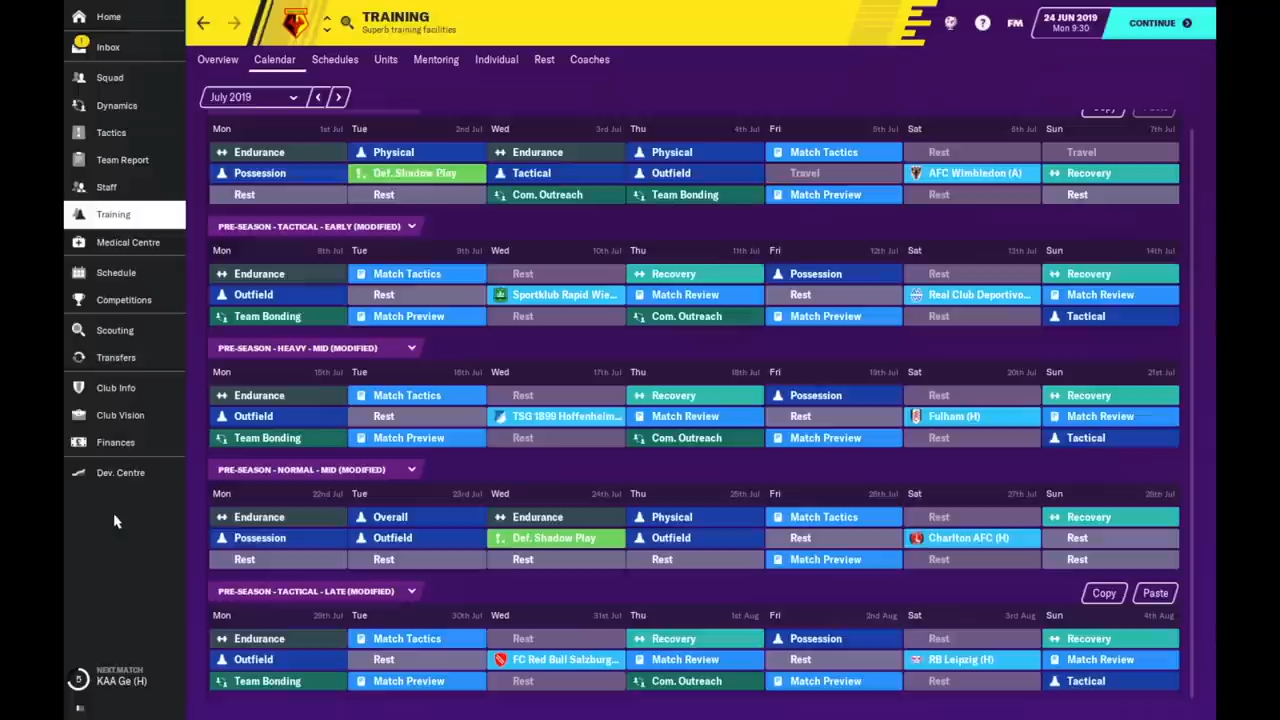 Home
Inbox
1
Squad
Dynamics
Tactics
Team Report
Staff
Training
Medical Centre
Schedule
Competitions
Scouting
Transfers
Club Info
Club Vision
Finances
Dev. Centre
5
NEXT MATCH
KAA Ge (H)
TRAINING
Superb training facilities
FM
24 JUN 2019
Mon 9:30
CONTINUE
Overview Calendar Schedules Units Mentoring Individual Rest Coaches
July 2019
Mon 1st Jul Tue 2nd Jul Wed 3rd Jul Thu 4th Jul Fri 5th Jul Sat 6th Jul Sun 7th Jul
Endurance Physical Endurance Physical Match Tactics Rest Travel
Possession Def. Shadow Play Tactical Outfield Travel AFC Wimbledon (A) Recovery
Rest Rest Com. Outreach Team Bonding Match Preview Rest Rest
PRE-SEASON - TACTICAL - EARLY (MODIFIED)
Mon 8th Jul Tue 9th Jul Wed 10th Jul Thu 11th Jul Fri 12th Jul Sat 13th Jul Sun 14th Jul
Endurance Match Tactics Rest Recovery Possession Rest Recovery
Outfield Rest Sportklub Rapid Wie... Match Review Rest Real Club Deportivo... Match Review
Team Bonding Match Preview Rest Com. Outreach Match Preview Rest Tactical
PRE-SEASON - HEAVY - MID (MODIFIED)
Mon 15th Jul Tue 16th Jul Wed 17th Jul Thu 18th Jul Fri 19th Jul Sat 20th Jul Sun 21st Jul
Endurance Match Tactics Rest Recovery Possession Rest Recovery
Outfield Rest TSG 1899 Hoffenheim... Match Review Rest Fulham (H) Match Review
Team Bonding Match Preview Rest Com. Outreach Match Preview Rest Tactical
PRE-SEASON - NORMAL - MID (MODIFIED)
Mon 22nd Jul Tue 23rd Jul Wed 24th Jul Thu 25th Jul Fri 26th Jul Sat 27th Jul Sun 28th Jul
Endurance Overall Endurance Physical Match Tactics Rest Recovery
Possession Outfield Def. Shadow Play Outfield Rest Charlton AFC (H) Rest
Rest Rest Rest Rest Match Preview Rest Rest
PRE-SEASON - TACTICAL - LATE (MODIFIED)
Copy Paste
Mon 29th Jul Tue 30th Jul Wed 31st Jul Thu 1st Aug Fri 2nd Aug Sat 3rd Aug Sun 4th Aug
Endurance Match Tactics Rest Recovery Possession Rest Recovery
Outfield Rest FC Red Bull Salzburg... Match Review Rest RB Leipzig (H) Match Review
Team Bonding Match Preview Rest Com. Outreach Match Preview Rest Tactical